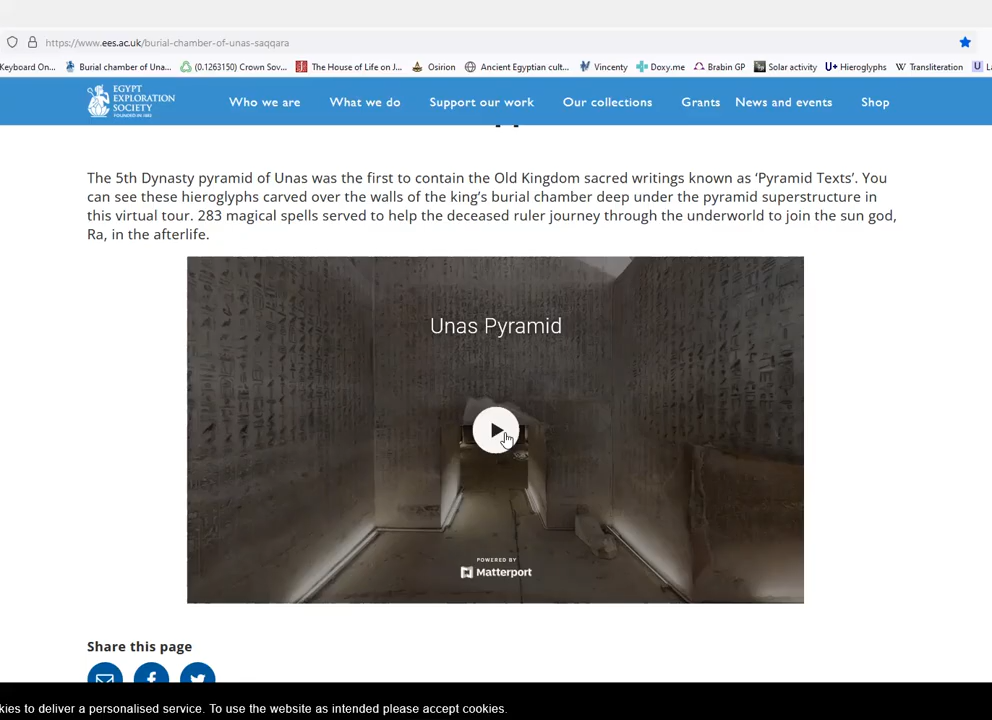 https://www.ees.ac.uk/burial-chamber-of-unas-saqqara
Keyboard On... Burial chamber of Una... (0.1263150) Crown Sov... The House of Life on J... Osirion Ancient Egyptian cult... Vincenty Doxy.me Brabin GP Solar activity U+ Hieroglyphs W Transliteration U
EGYPT
EXPLORATION
SOCIETY
FOUNDED IN 1882
Who we are What we do Support our work Our collections Grants News and events Shop
The 5th Dynasty pyramid of Unas was the first to contain the Old Kingdom sacred writings known as ‘Pyramid Texts’. You
can see these hieroglyphs carved over the walls of the king’s burial chamber deep under the pyramid superstructure in
this virtual tour. 283 magical spells served to help the deceased ruler journey through the underworld to join the sun god,
Ra, in the afterlife.
Unas Pyramid
POWERED BY
Matterport
Share this page
kies to deliver a personalised service. To use the website as intended please accept cookies.